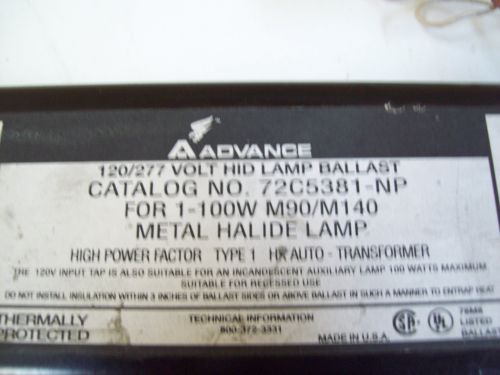 ADVANCE
120/277 VOLT HID LAMP BALLAST
CATALOG NO. 72C5381-NP
FOR 1-100W M90/M140
METAL HALIDE LAMP
HIGH POWER FACTOR TYPE 1 HX AUTO - TRANSFORMER
THE 120V INPUT TAP IS ALSO SUITABLE FOR AN INCANDESCENT AUXILIARY LAMP 100 WATTS MAXIMUM
SUITABLE FOR RECESSED USE
DO NOT INSTALL INSULATION WITHIN 3 INCHES OF BALLAST SIDES OR ABOVE BALLAST IN SUCH A MANNER TO ENTRAP HEAT
THERMALLY
PROTECTED
TECHNICAL INFORMATION
800-372-3331
MADE IN U.S.A.
LISTED
BALLAST